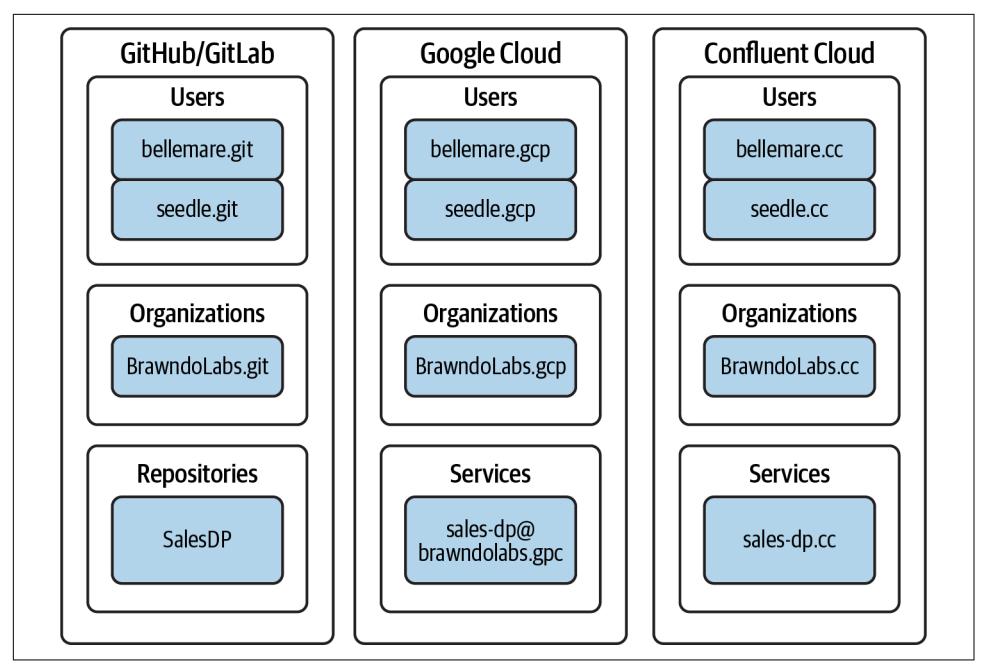 GitHub/GitLab
Users
bellemare.git
seedle.git
Organizations
BrawndoLabs.git
Repositories
SalesDP
Google Cloud
Users
bellemare.gcp
seedle.gcp
Organizations
BrawndoLabs.gcp
Services
sales-dp@
brawndolabs.gpc
Confluent Cloud
Users
bellemare.cc
seedle.cc
Organizations
BrawndoLabs.cc
Services
sales-dp.cc